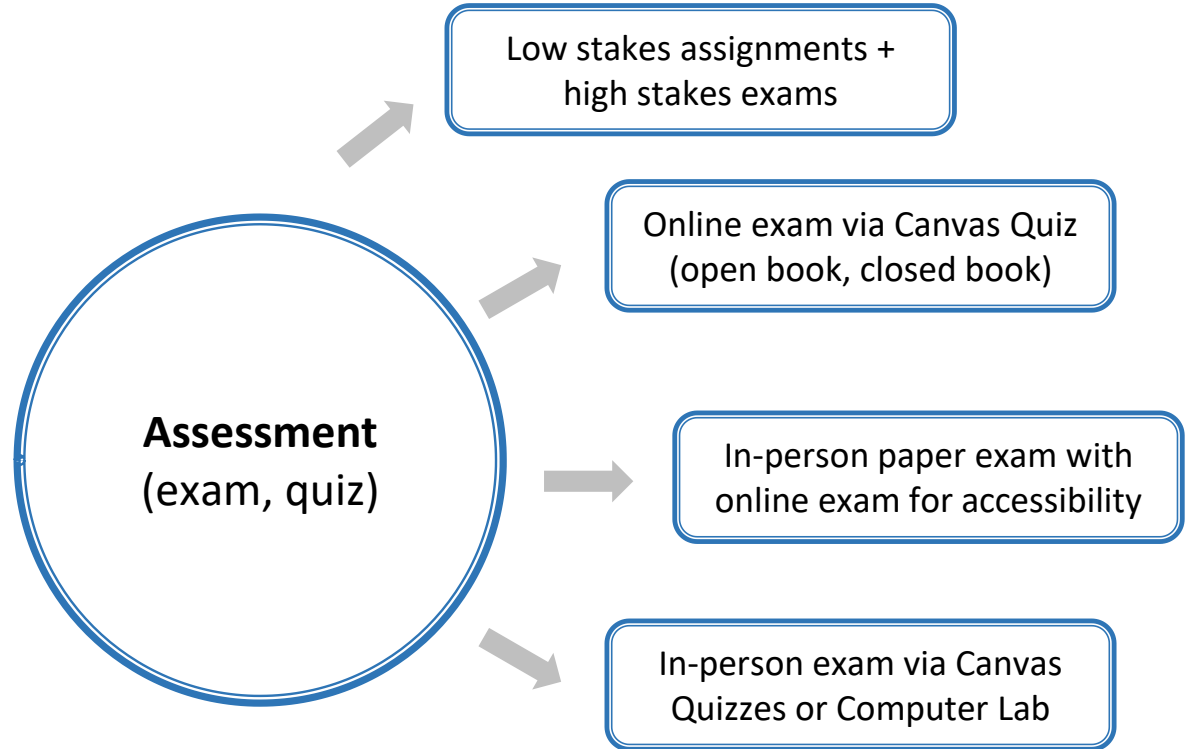 Low stakes assignments +
high stakes exams
Online exam via Canvas Quiz
(open book, closed book)
Assessment
(exam, quiz)
In-person paper exam with
online exam for accessibility
In-person exam via Canvas
Quizzes or Computer Lab